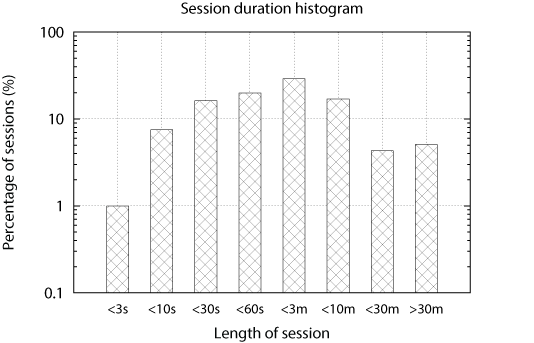 Session duration histogram
100
10
1
0.1
Percentage of sessions (%)
<3s <10s <30s <60s <3m <10m <30m >30m
Length of session